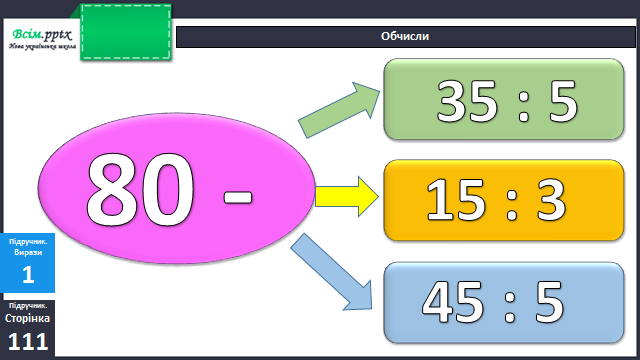 Всім.pptx
Нова українська школа
Обчисли
80 -
35 : 5
15 : 3
45 : 5
Підручник.
Вирази
1
Підручник.
Сторінка
111